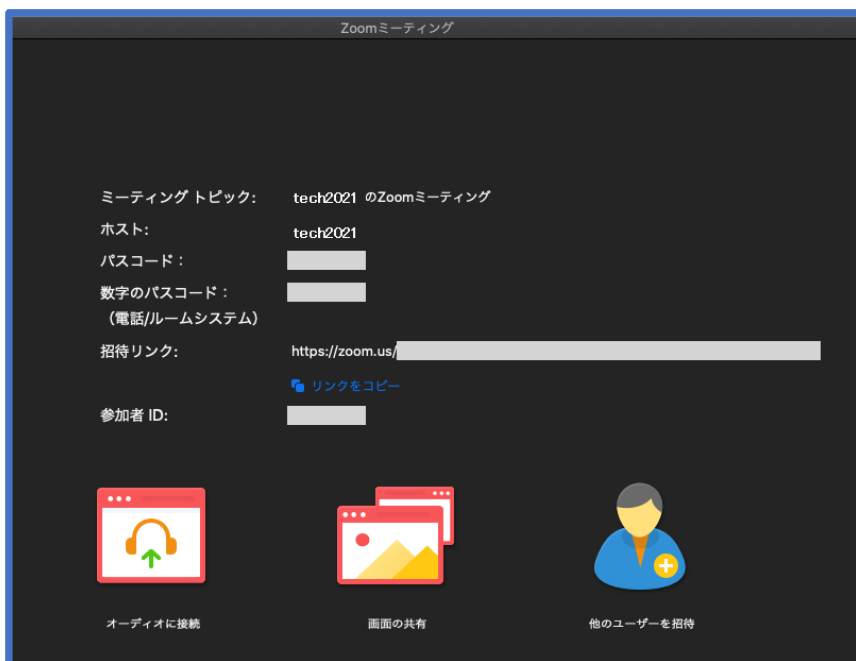 Zoomミーティング
ミーティング トピック: tech2021 のZoomミーティング
ホスト: tech2021
パスコード：
数字のパスコード：
（電話/ルームシステム）
招待リンク: https://zoom.us/
リンクをコピー
参加者 ID:
オーディオに接続 画面の共有 他のユーザーを招待